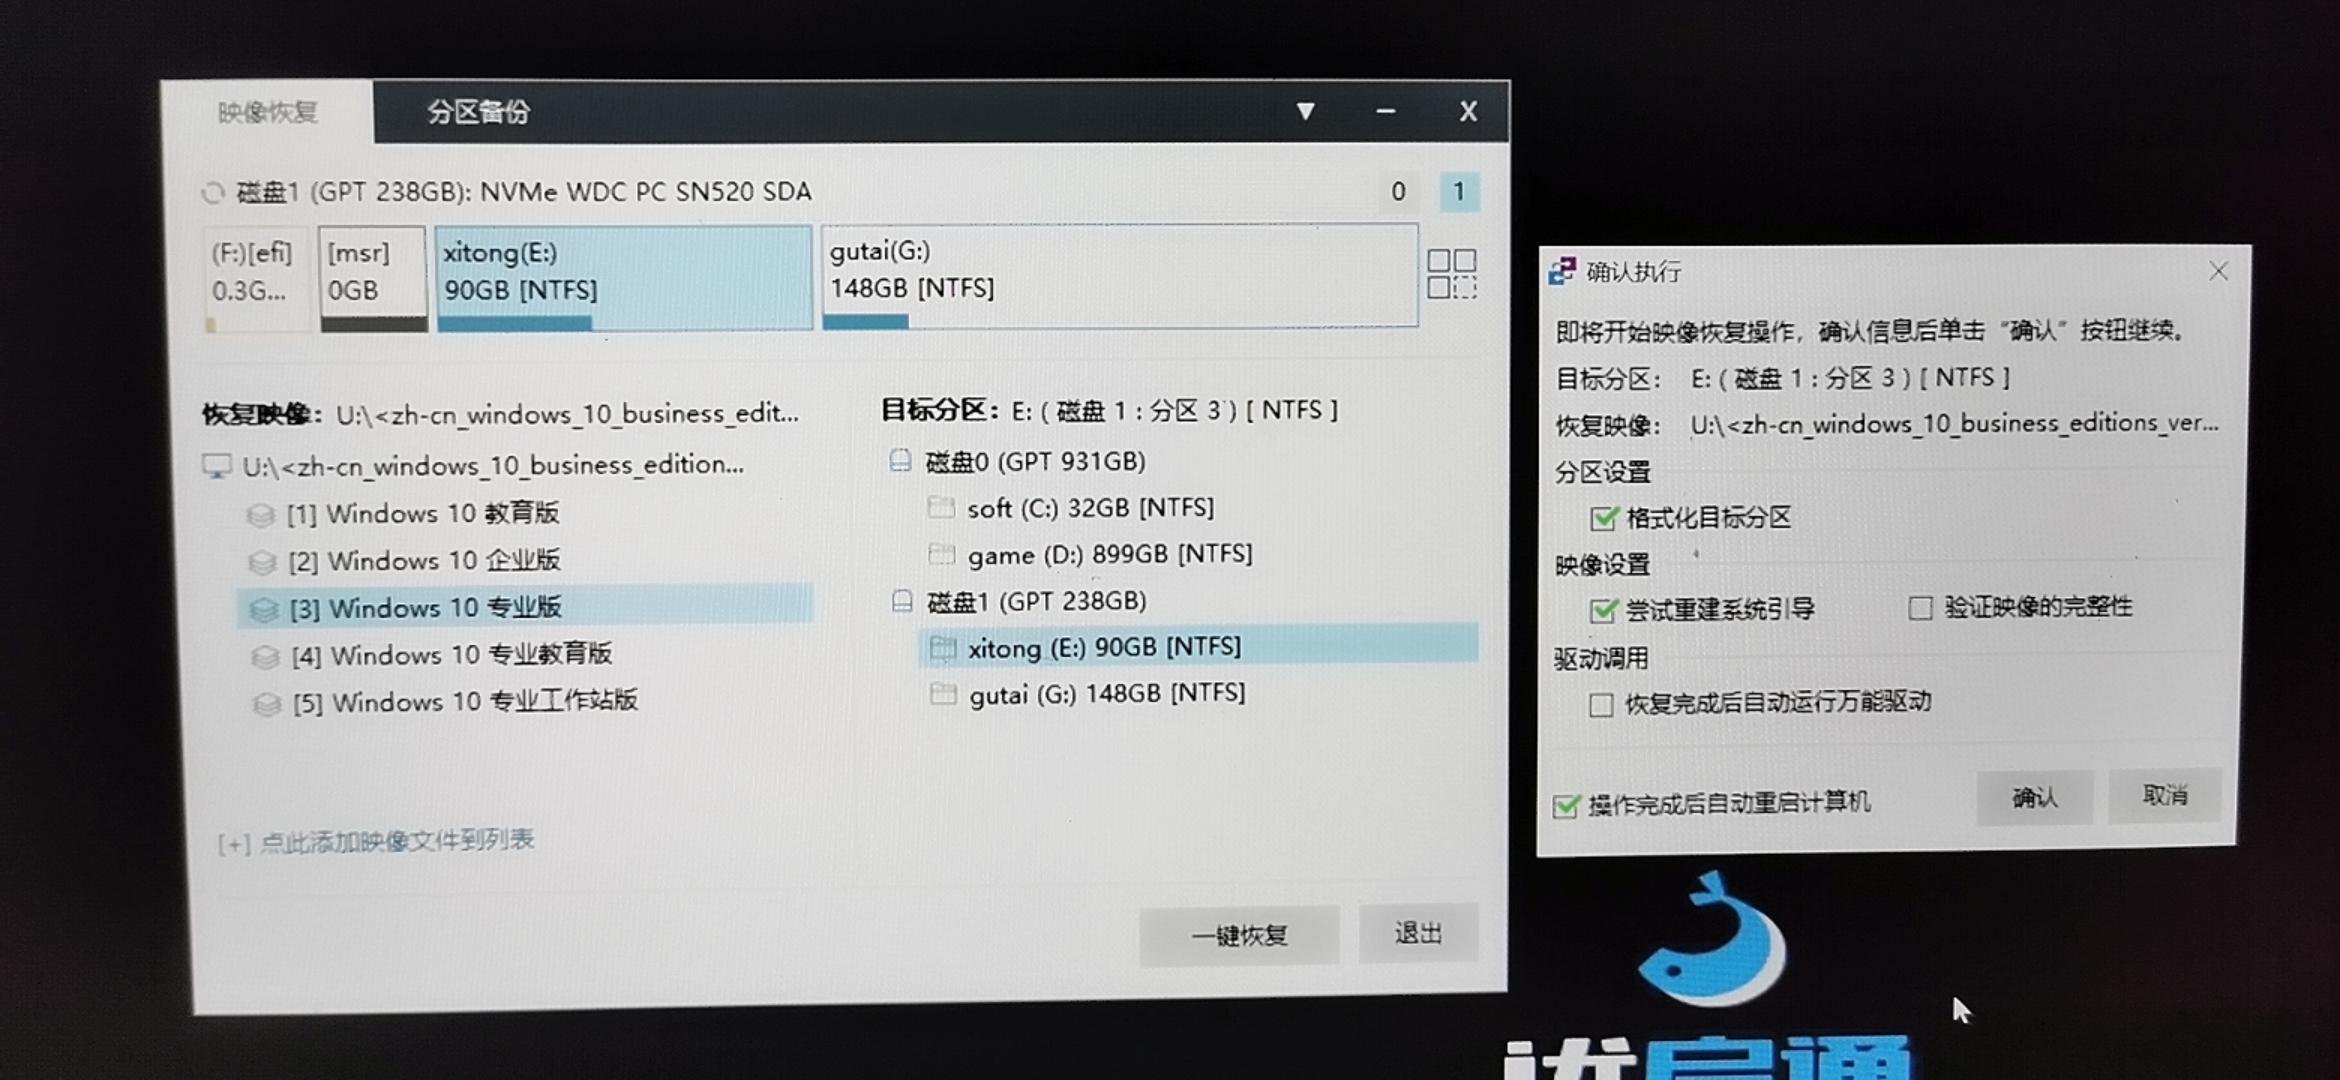 映像恢复
分区备份
磁盘1 (GPT 238GB): NVMe WDC PC SN520 SDA
0
1
(F:)[efi]
0.3G...
[msr]
0GB
xitong(E:)
90GB [NTFS]
gutai(G:)
148GB [NTFS]
恢复映像: U:\<zh-cn_windows_10_business_edit...
U:\<zh-cn_windows_10_business_edition...
[1] Windows 10 教育版
[2] Windows 10 企业版
[3] Windows 10 专业版
[4] Windows 10 专业教育版
[5] Windows 10 专业工作站版
[+] 点此添加映像文件到列表
目标分区: E: ( 磁盘 1 : 分区 3 ) [ NTFS ]
磁盘0 (GPT 931GB)
soft (C:) 32GB [NTFS]
game (D:) 899GB [NTFS]
磁盘1 (GPT 238GB)
xitong (E:) 90GB [NTFS]
gutai (G:) 148GB [NTFS]
一键恢复
退出
确认执行
即将开始映像恢复操作，确认信息后单击“确认”按钮继续。
目标分区: E: ( 磁盘 1 : 分区 3 ) [ NTFS ]
恢复映像: U:\<zh-cn_windows_10_business_editions_ver...
分区设置
格式化目标分区
映像设置
尝试重建系统引导
验证映像的完整性
驱动调用
恢复完成后自动运行万能驱动
操作完成后自动重启计算机
确认
取消
优启通